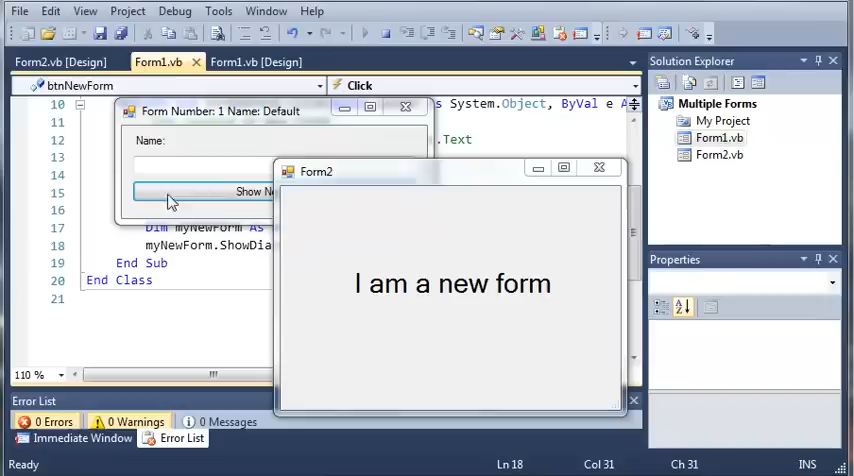 File Edit View Project Debug Tools Window Help
Form2.vb [Design] Form1.vb Form1.vb [Design]
btnNewForm Click
10 s System.Object, ByVal e A
Form Number: 1 Name: Default
11
Name:
12 .Text
13
14
15 Show Ne
16
17 Dim myNewForm As
18 myNewForm.ShowDia
19 End Sub
20 End Class
21
Form2
I am a new form
110 %
Solution Explorer
Multiple Forms
My Project
Form1.vb
Form2.vb
Properties
Error List
0 Errors 0 Warnings 0 Messages
Immediate Window Error List
Ready Ln 18 Col 31 Ch 31 INS